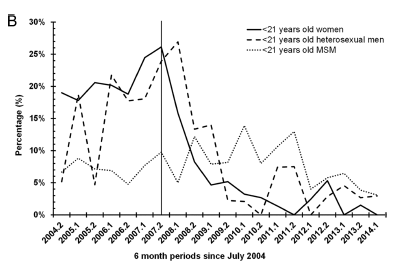 B
<21 years old women
<21 years old heterosexual men
<21 years old MSM
30%
25%
20%
15%
10%
5%
0%
Percentage (%)
2004.2 2005.1 2005.2 2006.1 2006.2 2007.1 2007.2 2008.1 2008.2 2009.1 2009.2 2010.1 2010.2 2011.1 2011.2 2012.1 2012.2 2013.1 2013.2 2014.1
6 month periods since July 2004